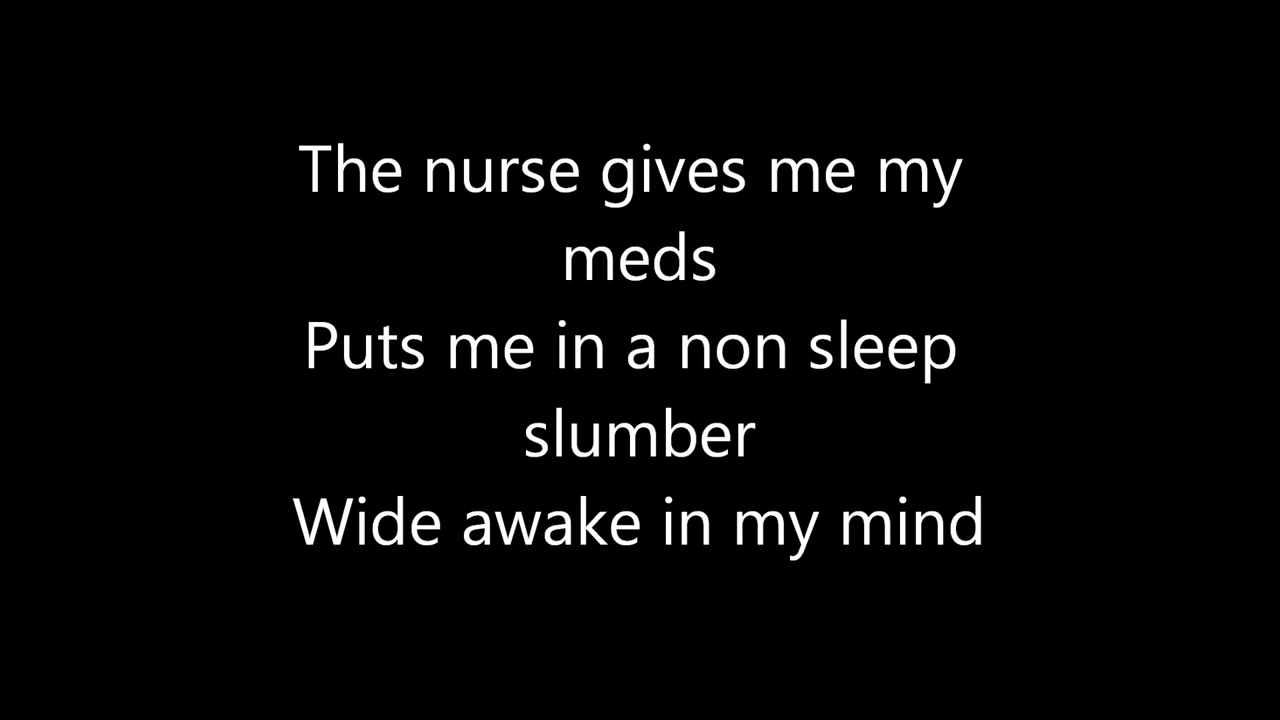 The nurse gives me my
meds
Puts me in a non sleep
slumber
Wide awake in my mind